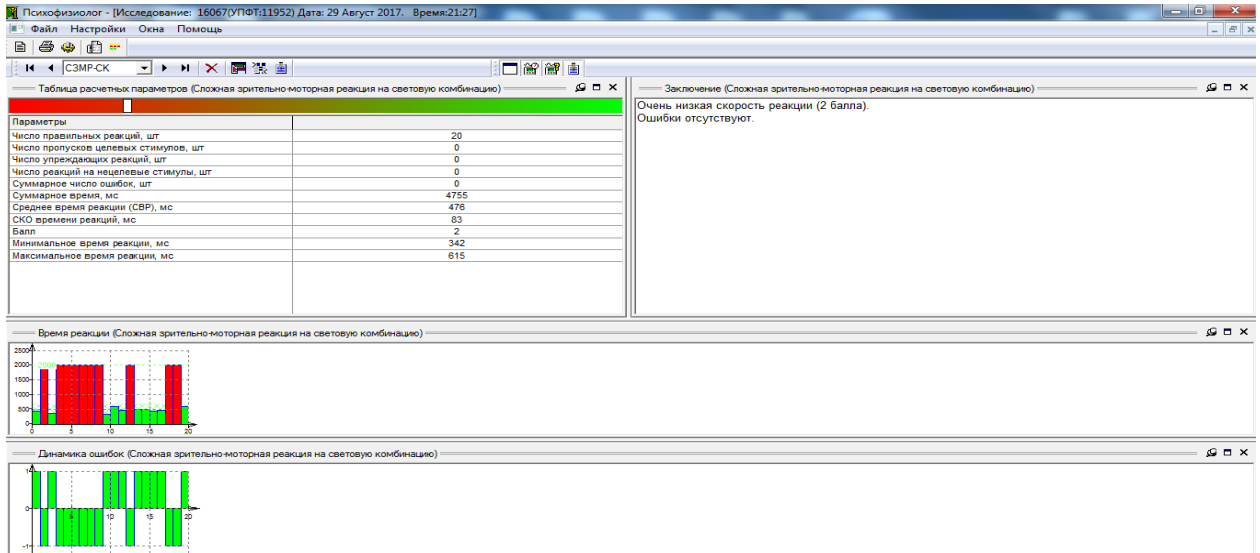 Психофизиолог - [Исследование: 16067(УПФТ:11952) Дата: 29 Август 2017. Время:21:27]
Файл Настройки Окна Помощь
СЗМР-СК
Таблица расчетных параметров (Сложная зрительно-моторная реакция на световую комбинацию)
Параметры
Число правильных реакций, шт 20
Число пропусков целевых стимулов, шт 0
Число упреждающих реакций, шт 0
Число реакций на нецелевые стимулы, шт 0
Суммарное число ошибок, шт 0
Суммарное время, мс 4755
Среднее время реакции (СВР), мс 476
СКО времени реакций, мс 83
Балл 2
Минимальное время реакции, мс 342
Максимальное время реакции, мс 615
Заключение (Сложная зрительно-моторная реакция на световую комбинацию)
Очень низкая скорость реакции (2 балла).
Ошибки отсутствуют.
Время реакции (Сложная зрительно-моторная реакция на световую комбинацию)
2500
2000 2000
1500
1000
500
0
0 5 10 15 20
Динамика ошибок (Сложная зрительно-моторная реакция на световую комбинацию)
1
0
5 10 15 20
-1